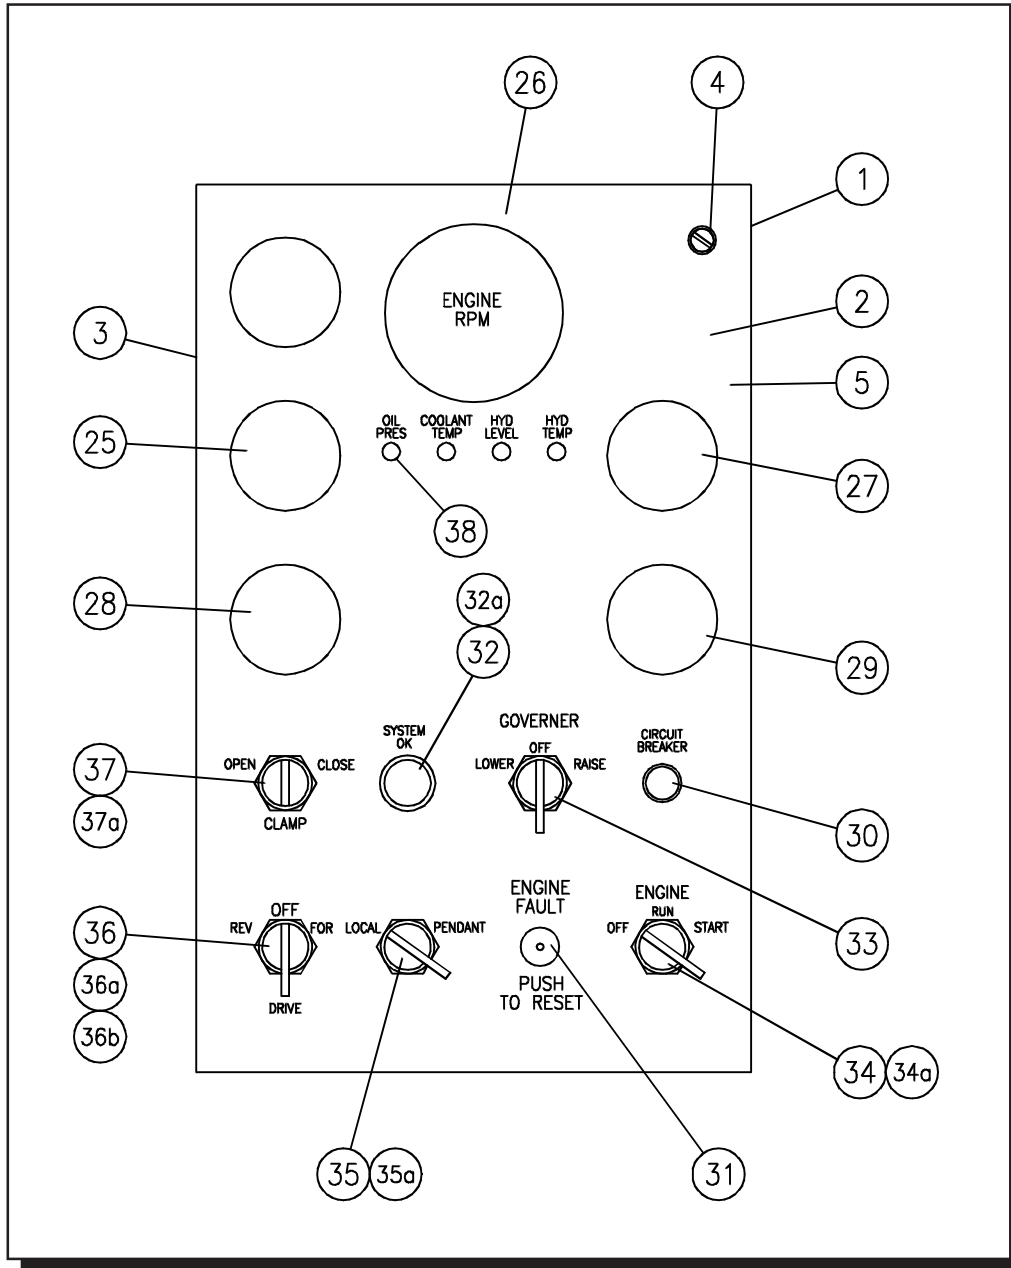 26
4
1
ENGINE
RPM
2
3
5
OIL
PRES
COOLANT
TEMP
HYD
LEVEL
HYD
TEMP
25
27
38
32a
28
32
29
GOVERNER
SYSTEM
OK
OFF
CIRCUIT
BREAKER
37
OPEN
CLOSE
LOWER
RAISE
37a
CLAMP
30
ENGINE
FAULT
ENGINE
36
OFF
RUN
REV
FOR
LOCAL
PENDANT
OFF
START
33
36a
PUSH
TO RESET
DRIVE
36b
34
34a
35
35a
31